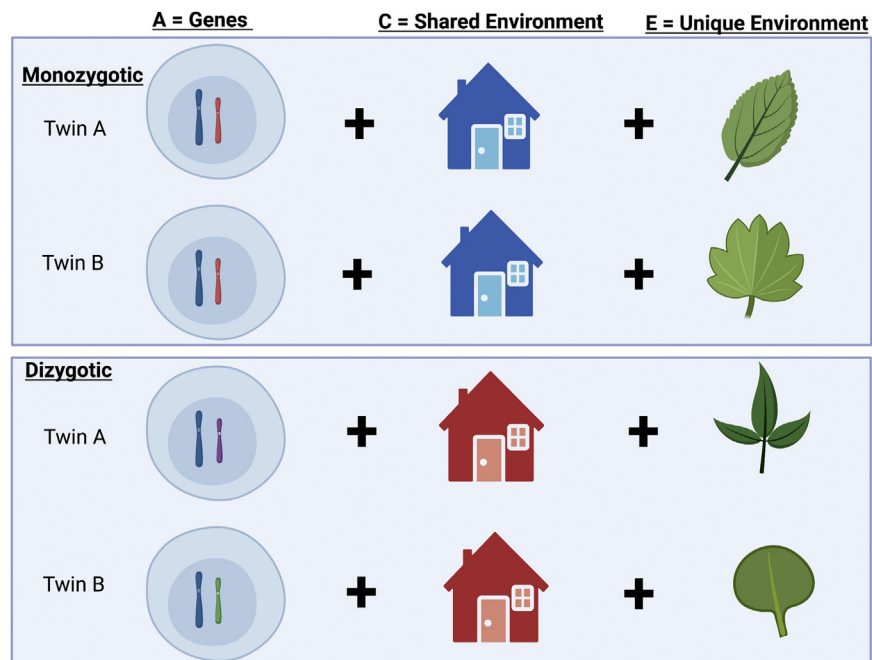 A = Genes
C = Shared Environment
E = Unique Environment
Monozygotic
Twin A
Twin B
Dizygotic
Twin A
Twin B